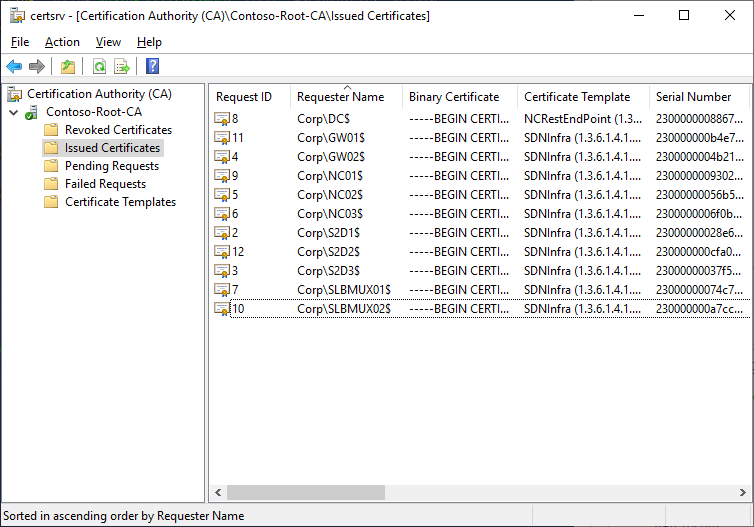 certsrv - [Certification Authority (CA)\Contoso-Root-CA\Issued Certificates]
File Action View Help
Certification Authority (CA)
Contoso-Root-CA
Revoked Certificates
Issued Certificates
Pending Requests
Failed Requests
Certificate Templates
Request ID Requester Name Binary Certificate Certificate Template Serial Number
8 Corp\DC$ -----BEGIN CERTI... NCRestEndPoint (1.3... 2300000008867...
11 Corp\GW01$ -----BEGIN CERTI... SDNInfra (1.3.6.1.4.1.... 230000000b4e7...
4 Corp\GW02$ -----BEGIN CERTI... SDNInfra (1.3.6.1.4.1.... 2300000004b21...
9 Corp\NC01$ -----BEGIN CERTI... SDNInfra (1.3.6.1.4.1.... 2300000009302...
5 Corp\NC02$ -----BEGIN CERTI... SDNInfra (1.3.6.1.4.1.... 23000000056b5...
6 Corp\NC03$ -----BEGIN CERTI... SDNInfra (1.3.6.1.4.1.... 2300000006f0b...
2 Corp\S2D1$ -----BEGIN CERTI... SDNInfra (1.3.6.1.4.1.... 2300000028e6...
12 Corp\S2D2$ -----BEGIN CERTI... SDNInfra (1.3.6.1.4.1.... 230000000cfa0...
3 Corp\S2D3$ -----BEGIN CERTI... SDNInfra (1.3.6.1.4.1.... 2300000037f5...
7 Corp\SLBMUX01$ -----BEGIN CERTI... SDNInfra (1.3.6.1.4.1.... 2300000074c7...
10 Corp\SLBMUX02$ -----BEGIN CERTI... SDNInfra (1.3.6.1.4.1.... 230000000a7cc...
Sorted in ascending order by Requester Name